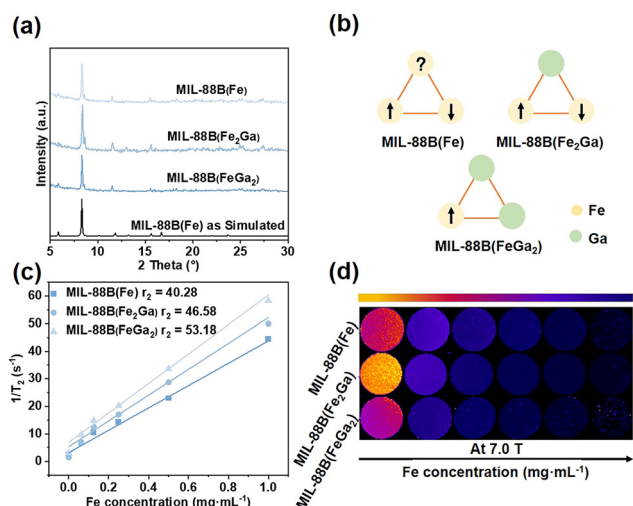 (a)
Intensity (a.u.)
MIL-88B(Fe)
MIL-88B(Fe₂Ga)
MIL-88B(FeGa₂)
MIL-88B(Fe) as Simulated
5 10 15 20 25 30
2 Theta (°)
(b)
?
MIL-88B(Fe)
MIL-88B(Fe₂Ga)
MIL-88B(FeGa₂)
Fe
Ga
(c)
1/T₂ (s⁻¹)
60
50
40
30
20
10
0
MIL-88B(Fe) r₂ = 40.28
MIL-88B(Fe₂Ga) r₂ = 46.58
MIL-88B(FeGa₂) r₂ = 53.18
0.0 0.2 0.4 0.6 0.8 1.0
Fe concentration (mg·mL⁻¹)
(d)
MIL-88B(Fe)
MIL-88B(Fe₂Ga)
MIL-88B(FeGa₂)
At 7.0 T
Fe concentration (mg·mL⁻¹)